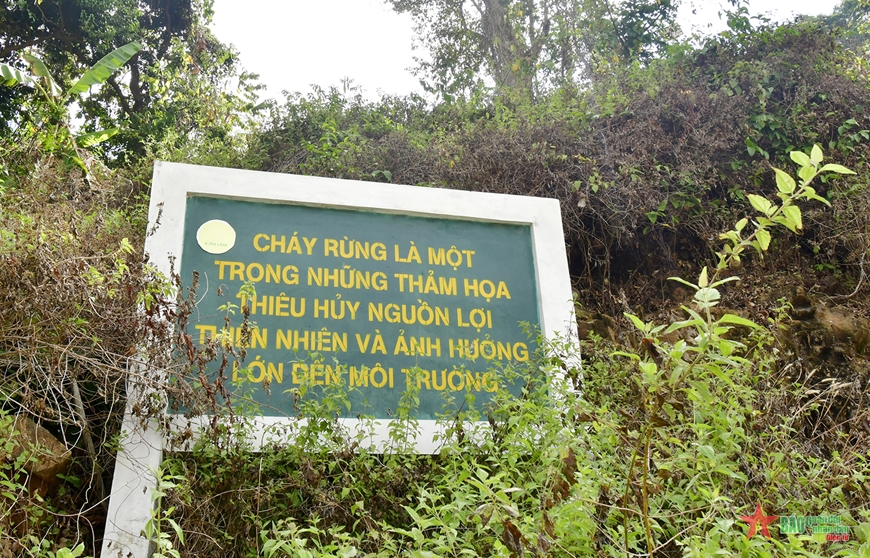 CHÁY RỪNG LÀ MỘT
TRONG NHỮNG THẢM HỌA
THIÊU HỦY NGUỒN LỢI
THIÊN NHIÊN VÀ ẢNH HƯỞNG
LỚN ĐẾN MÔI TRƯỜNG
BÁO